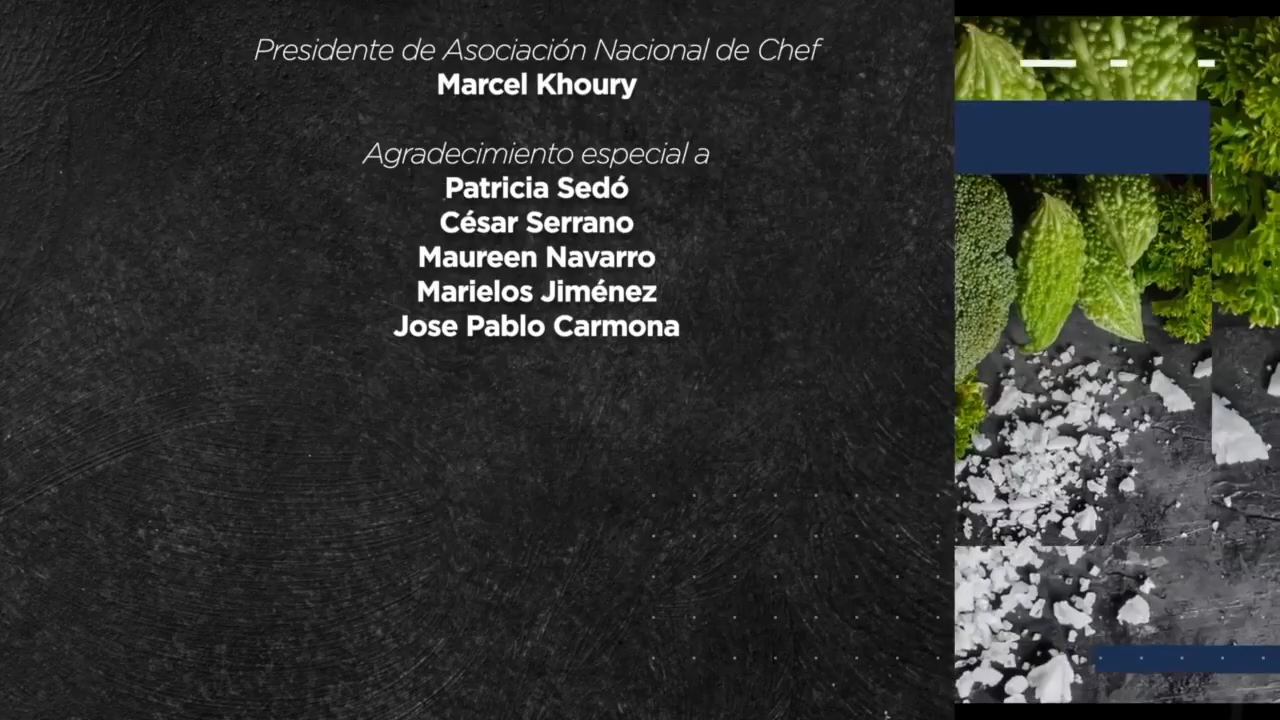 Presidente de Asociación Nacional de Chef
Marcel Khoury
Agradecimiento especial a
Patricia Sedó
César Serrano
Maureen Navarro
Marielos Jiménez
Jose Pablo Carmona